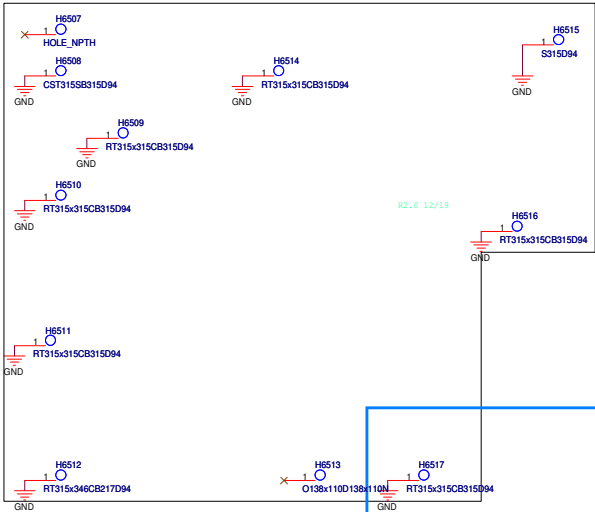 H6507
1
HOLE_NPTH
H6508
1
CST315SB315D94
GND
H6514
1
RT315x315CB315D94
GND
H6515
1
S315D94
GND
H6509
1
RT315x315CB315D94
GND
H6510
1
RT315x315CB315D94
GND
R2.0 12/19
H6516
1
RT315x315CB315D94
GND
H6511
1
RT315x315CB315D94
GND
H6512
1
RT315x346CB217D94
GND
H6513
1
O138x110D138x110N
H6517
1
RT315x315CB315D94
GND